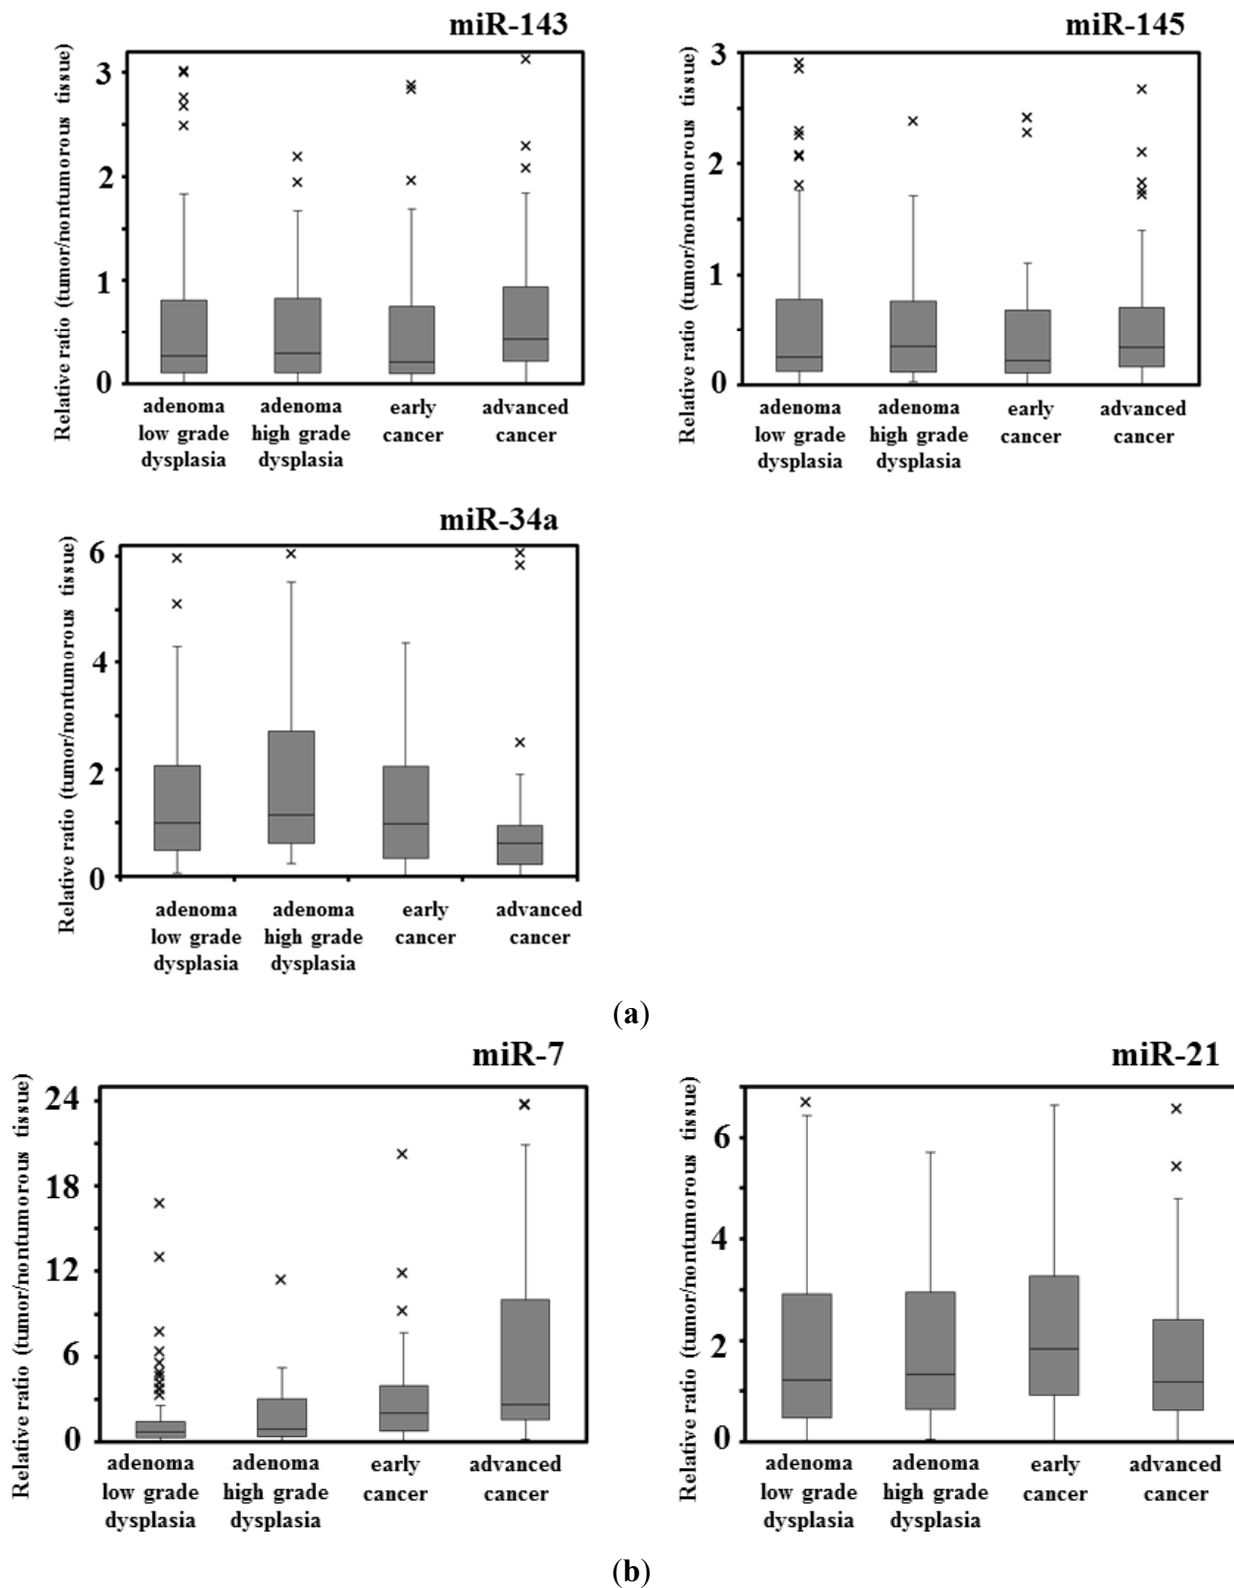 miR-143
Relative ratio (tumor/nontumorous tissue)
3
2
1
0
adenoma
low grade
dysplasia
adenoma
high grade
dysplasia
early
cancer
advanced
cancer
miR-145
Relative ratio (tumor/nontumorous tissue)
3
2
1
0
adenoma
low grade
dysplasia
adenoma
high grade
dysplasia
early
cancer
advanced
cancer
miR-34a
Relative ratio (tumor/nontumorous tissue)
6
4
2
0
adenoma
low grade
dysplasia
adenoma
high grade
dysplasia
early
cancer
advanced
cancer
(a)
miR-7
Relative ratio (tumor/nontumorous tissue)
24
18
12
6
0
adenoma
low grade
dysplasia
adenoma
high grade
dysplasia
early
cancer
advanced
cancer
miR-21
Relative ratio (tumor/nontumorous tissue)
6
4
2
0
adenoma
low grade
dysplasia
adenoma
high grade
dysplasia
early
cancer
advanced
cancer
(b)